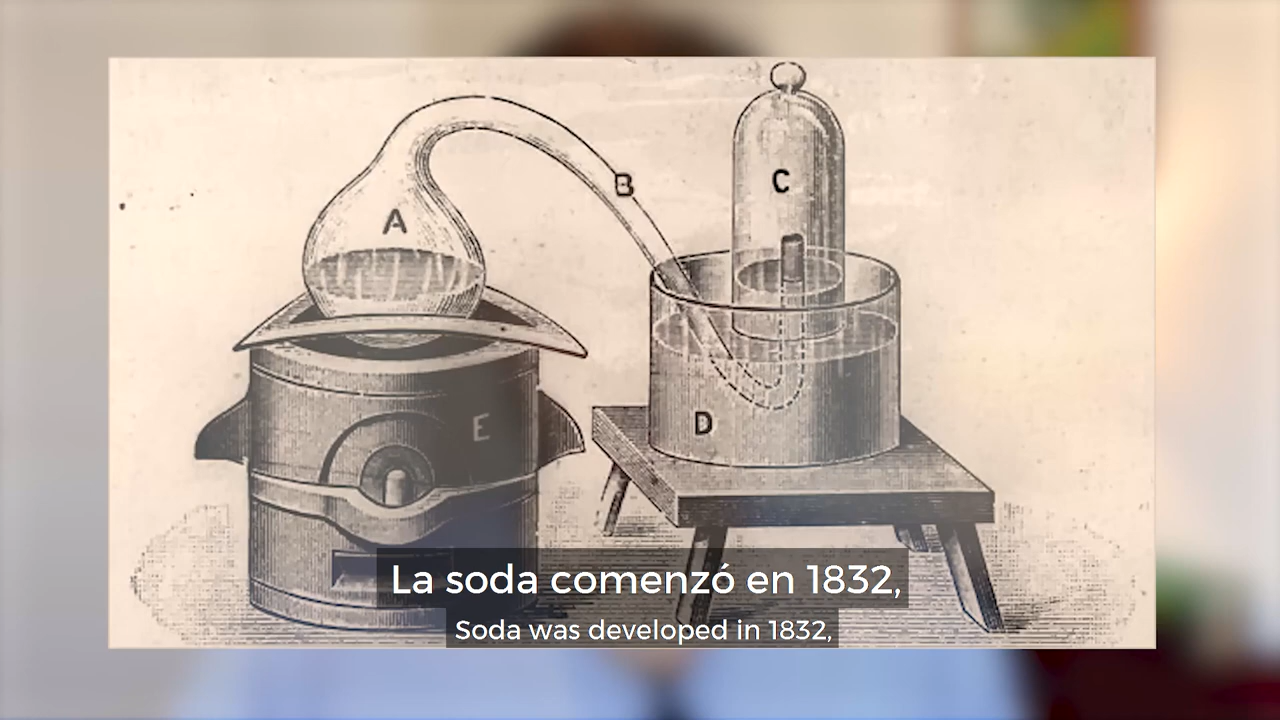 A
B
C
D
E
La soda comenzó en 1832,
Soda was developed in 1832,